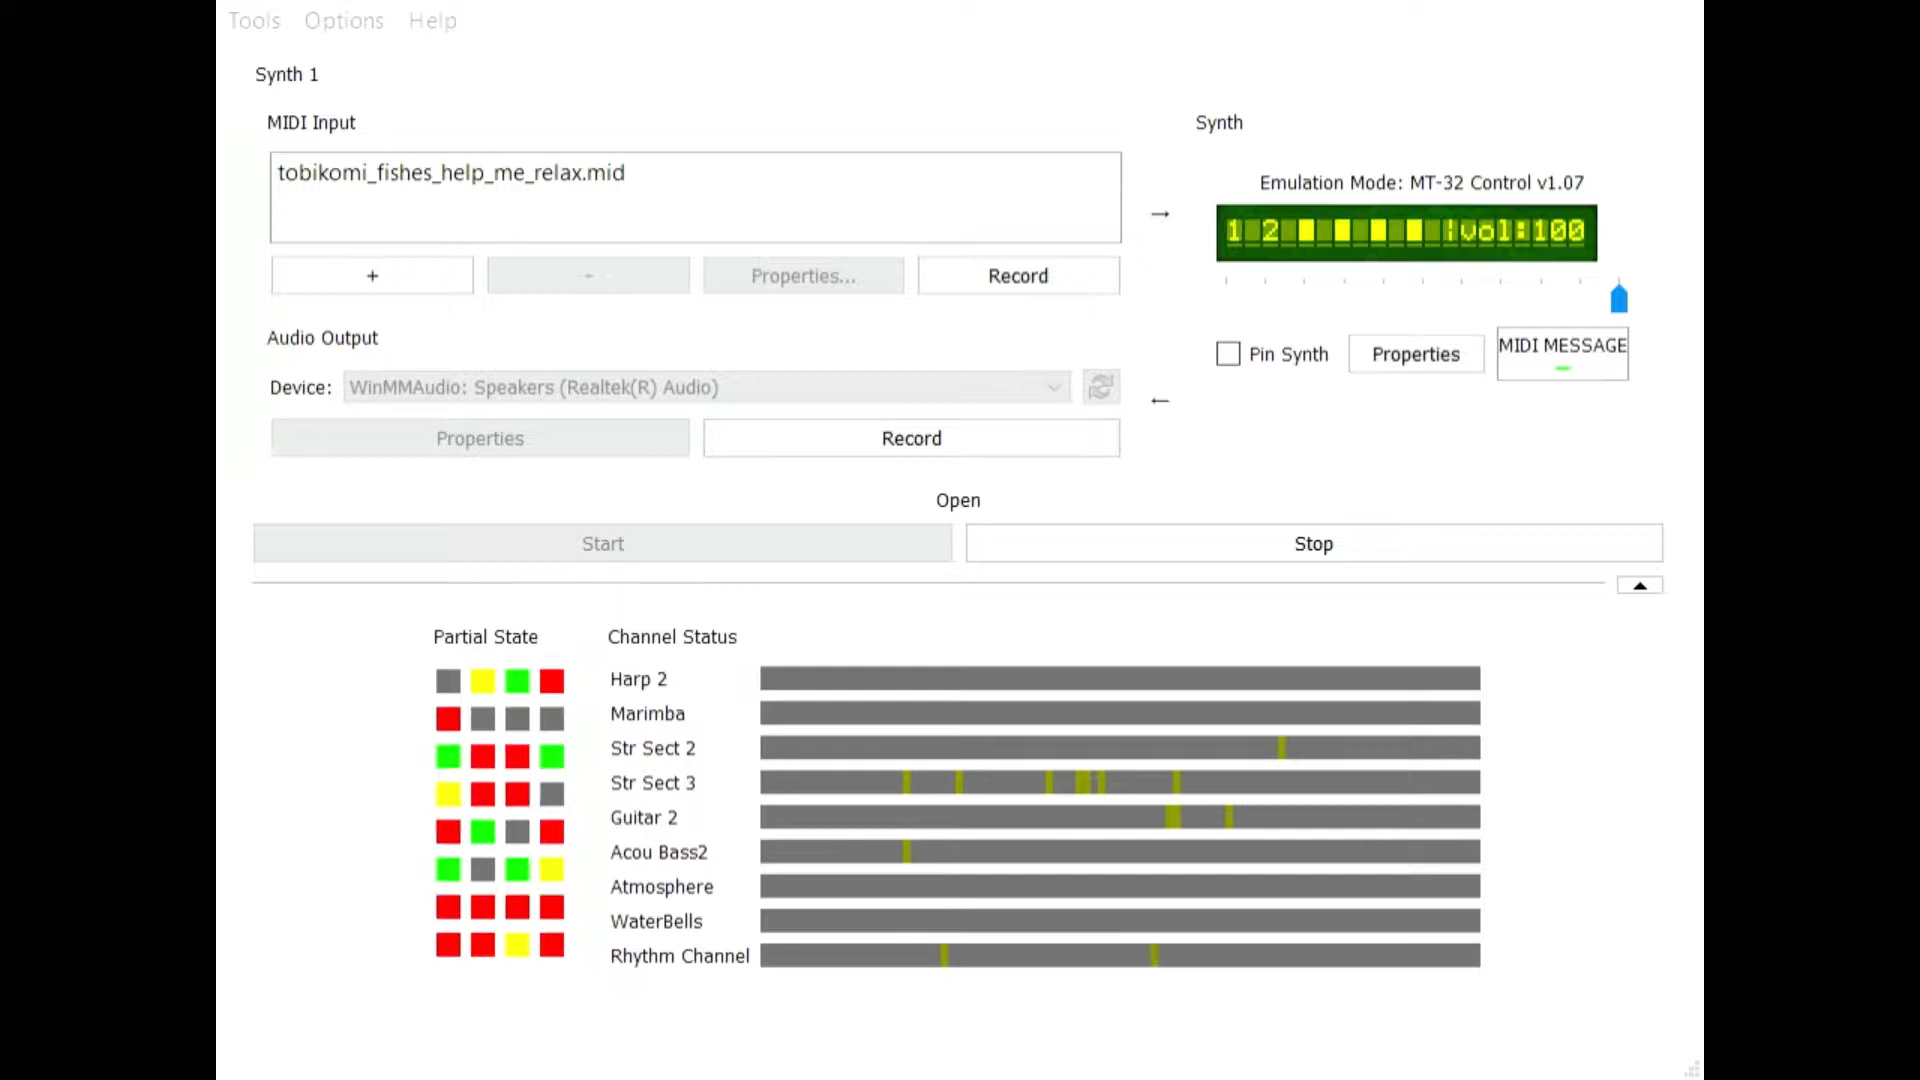 Tools Options Help
Synth 1
MIDI Input
Synth
tobikomi_fishes_help_me_relax.mid
Emulation Mode: MT-32 Control v1.07
→
1 2 ■ ■ ■ ■ |vol:100
+ - Properties... Record
Audio Output
Pin Synth Properties MIDI MESSAGE
Device: WinMMAudio: Speakers (Realtek(R) Audio)
←
Properties Record
Open
Start Stop
Partial State Channel Status
Harp 2
Marimba
Str Sect 2
Str Sect 3
Guitar 2
Acou Bass2
Atmosphere
WaterBells
Rhythm Channel